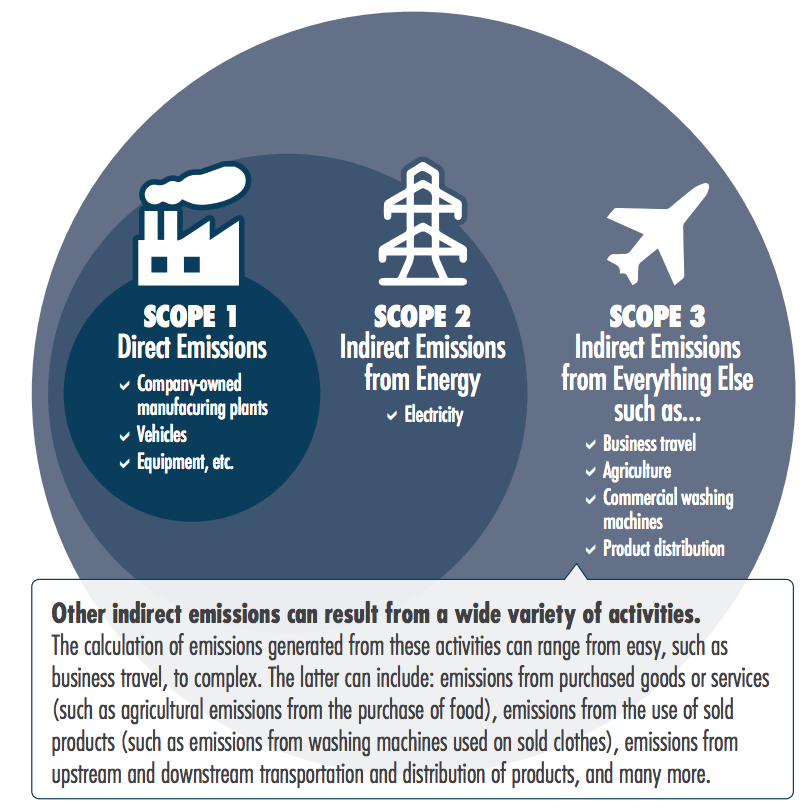 SCOPE 1
Direct Emissions
Company-owned
manufacuring plants
Vehicles
Equipment, etc.
SCOPE 2
Indirect Emissions
from Energy
Electricity
SCOPE 3
Indirect Emissions
from Everything Else
such as...
Business travel
Agriculture
Commercial washing
machines
Product distribution
Other indirect emissions can result from a wide variety of activities.
The calculation of emissions generated from these activities can range from easy, such as
business travel, to complex. The latter can include: emissions from purchased goods or services
(such as agricultural emissions from the purchase of food), emissions from the use of sold
products (such as emissions from washing machines used on sold clothes), emissions from
upstream and downstream transportation and distribution of products, and many more.